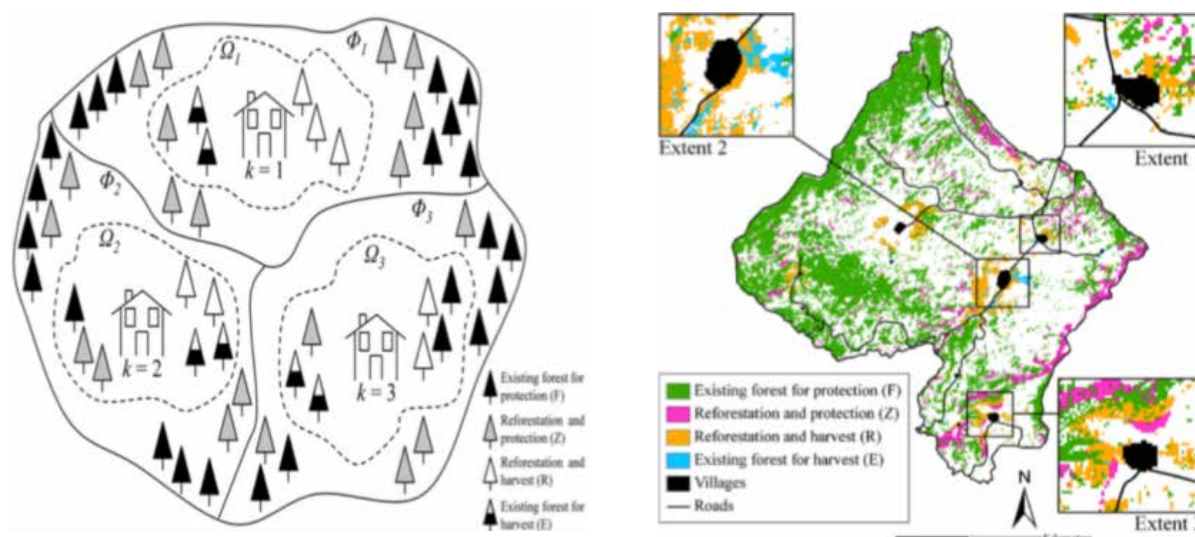 Ω1
Φ1
k = 1
Φ2
Φ3
Ω2
Ω3
k = 2
k = 3
Existing forest for
protection (F)
Reforestation and
protection (Z)
Reforestation and
harvest (R)
Existing forest for
harvest (E)
Extent 2
Extent
Existing forest for protection (F)
Reforestation and protection (Z)
Reforestation and harvest (R)
Existing forest for harvest (E)
Villages
Roads
N
Extent